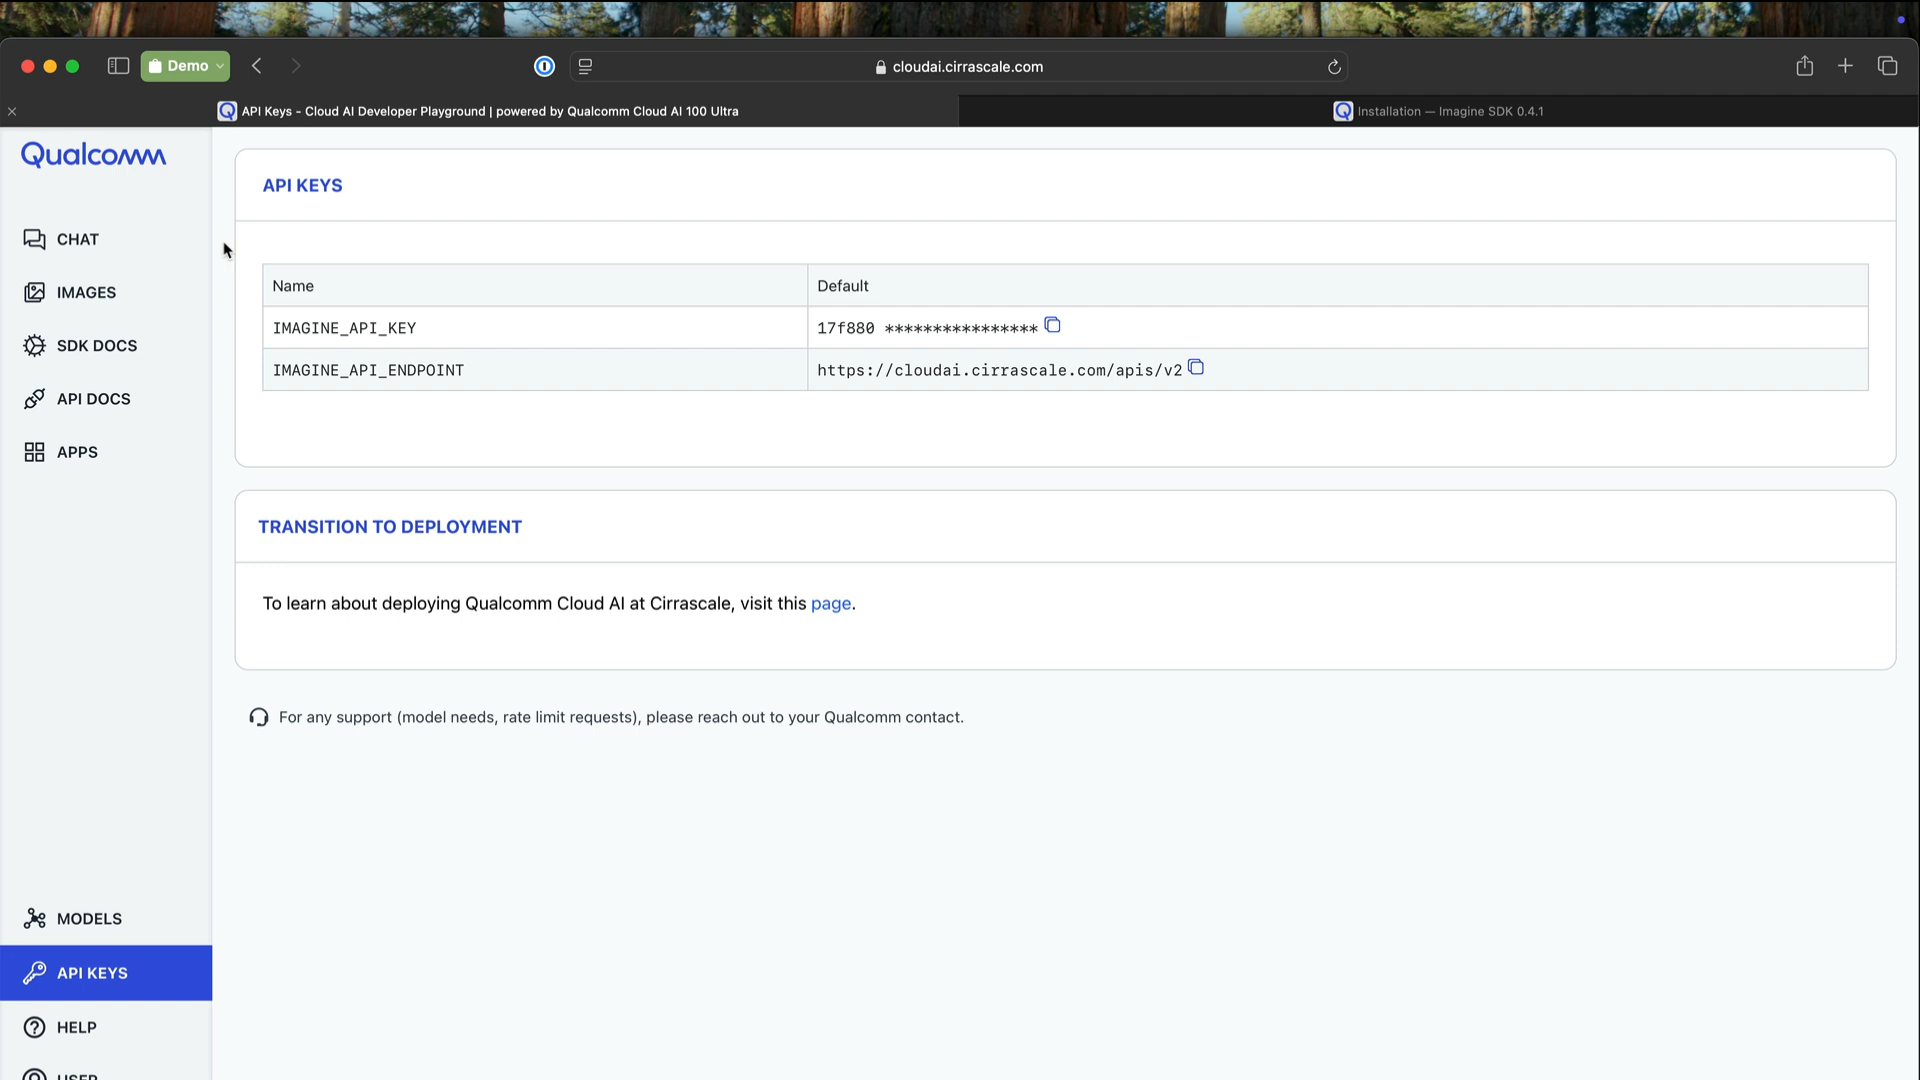 Demo
cloudai.cirrascale.com
API Keys - Cloud AI Developer Playground | powered by Qualcomm Cloud AI 100 Ultra
Installation — Imagine SDK 0.4.1
Qualcomm
API KEYS
CHAT
IMAGES
SDK DOCS
API DOCS
APPS
Name Default
IMAGINE_API_KEY 17f880 ****************
IMAGINE_API_ENDPOINT https://cloudai.cirrascale.com/apis/v2
TRANSITION TO DEPLOYMENT
To learn about deploying Qualcomm Cloud AI at Cirrascale, visit this page.
For any support (model needs, rate limit requests), please reach out to your Qualcomm contact.
MODELS
API KEYS
HELP
USER